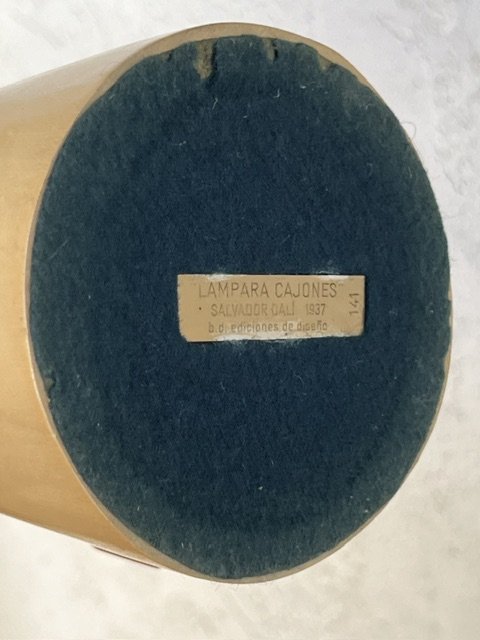 "LAMPARA CAJONES"
SALVADOR DALI 1937
b.d. ediciones de diseño
141